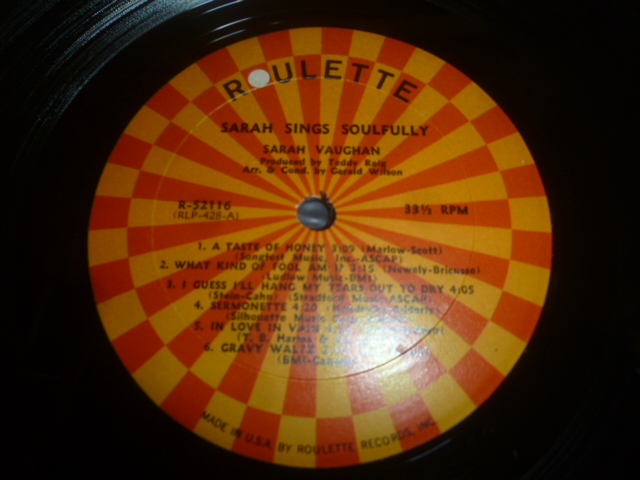 ROULETTE
SARAH SINGS SOULFULLY
SARAH VAUGHAN
Produced by Teddy Reig
Arr. & Cond. by Gerald Wilson
R-52116
(RLP-428-A)
33⅓ RPM
1. A TASTE OF HONEY 3:09 (Marlow-Scott)
(Songfest Music, Inc.-ASCAP)
2. WHAT KIND OF FOOL AM I 3:15 (Newely-Bricusse)
(Ludlow Music-BMI)
3. I GUESS I'LL HANG MY TEARS OUT TO DRY 4:05
(Stein-Cahn) (Stratford Music-ASCAP)
4. SERMONETTE 4:20
(Silhouette Music
5. IN LOVE IN VAIN
(T. B. Harms &
6. GRAVY WALTZ
MADE IN U.S.A. BY ROULETTE RECORDS, INC.